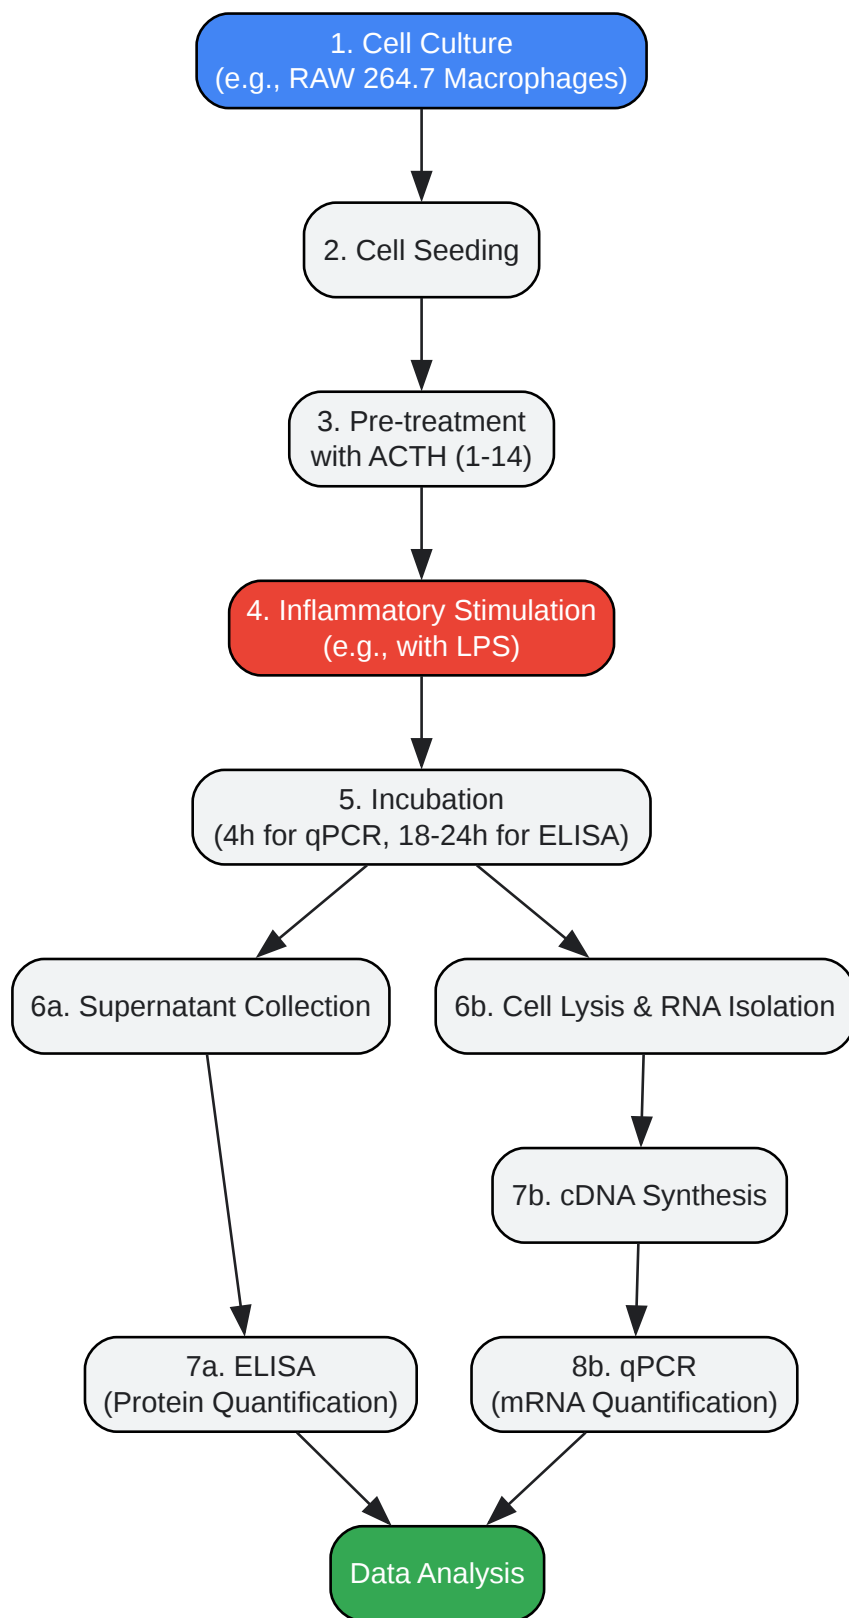 1. Cell Culture
(e.g., RAW 264.7 Macrophages)
2. Cell Seeding
3. Pre-treatment
with ACTH (1-14)
4. Inflammatory Stimulation
(e.g., with LPS)
5. Incubation
(4h for qPCR, 18-24h for ELISA)
6a. Supernatant Collection
6b. Cell Lysis & RNA Isolation
7b. cDNA Synthesis
7a. ELISA
(Protein Quantification)
8b. qPCR
(mRNA Quantification)
Data Analysis